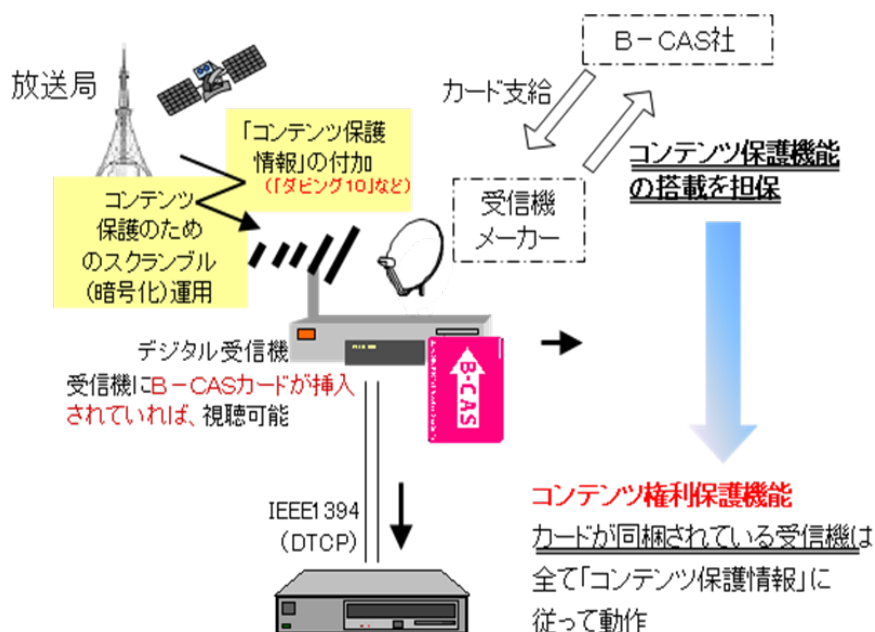 放送局
B－CAS社
カード支給
「コンテンツ保護
情報」の付加
(「ダビング10」など)
コンテンツ保護機能
の搭載を担保
受信機
メーカー
コンテンツ
保護のため
のスクランブル
(暗号化)運用
デジタル受信機
受信機にB－CASカードが挿入
されていれば、視聴可能
B-CAS
IEEE1394
(DTCP)
コンテンツ権利保護機能
カードが同梱されている受信機は
全て「コンテンツ保護情報」に
従って動作